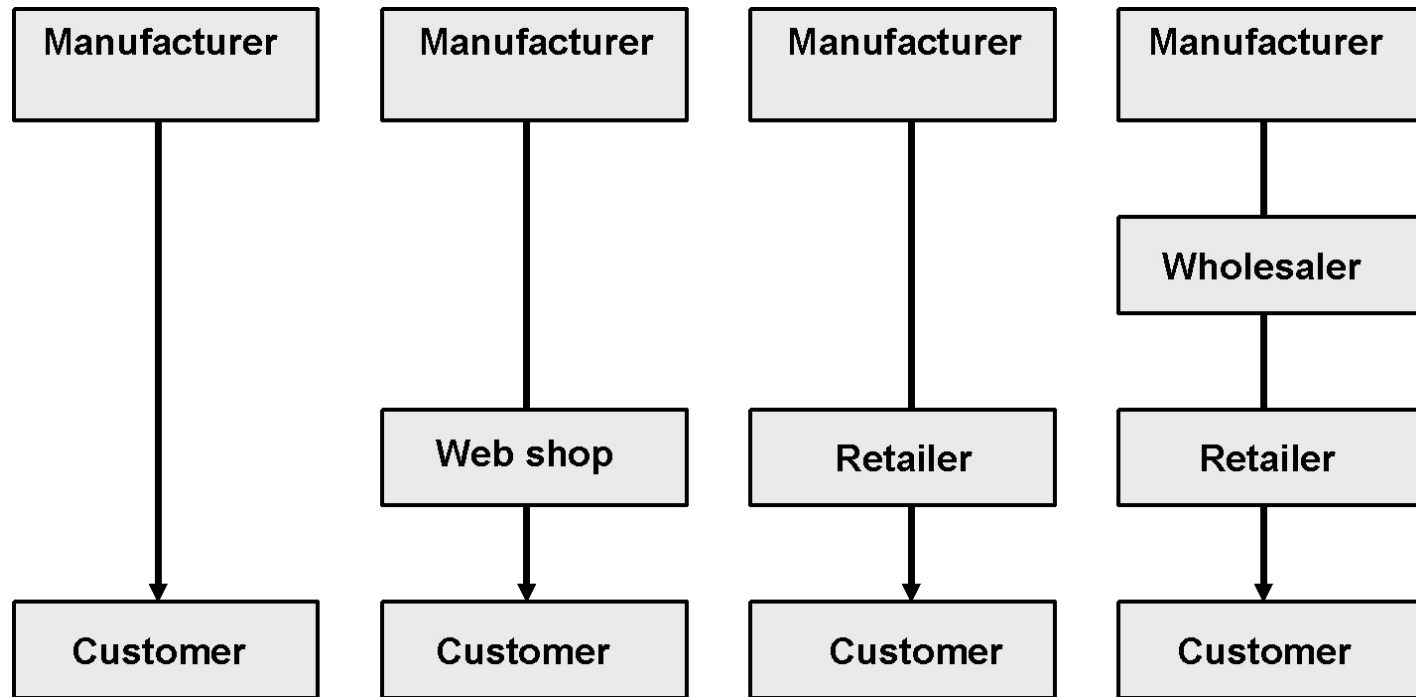 Manufacturer Manufacturer Manufacturer Manufacturer
Wholesaler
Web shop Retailer Retailer
Customer Customer Customer Customer